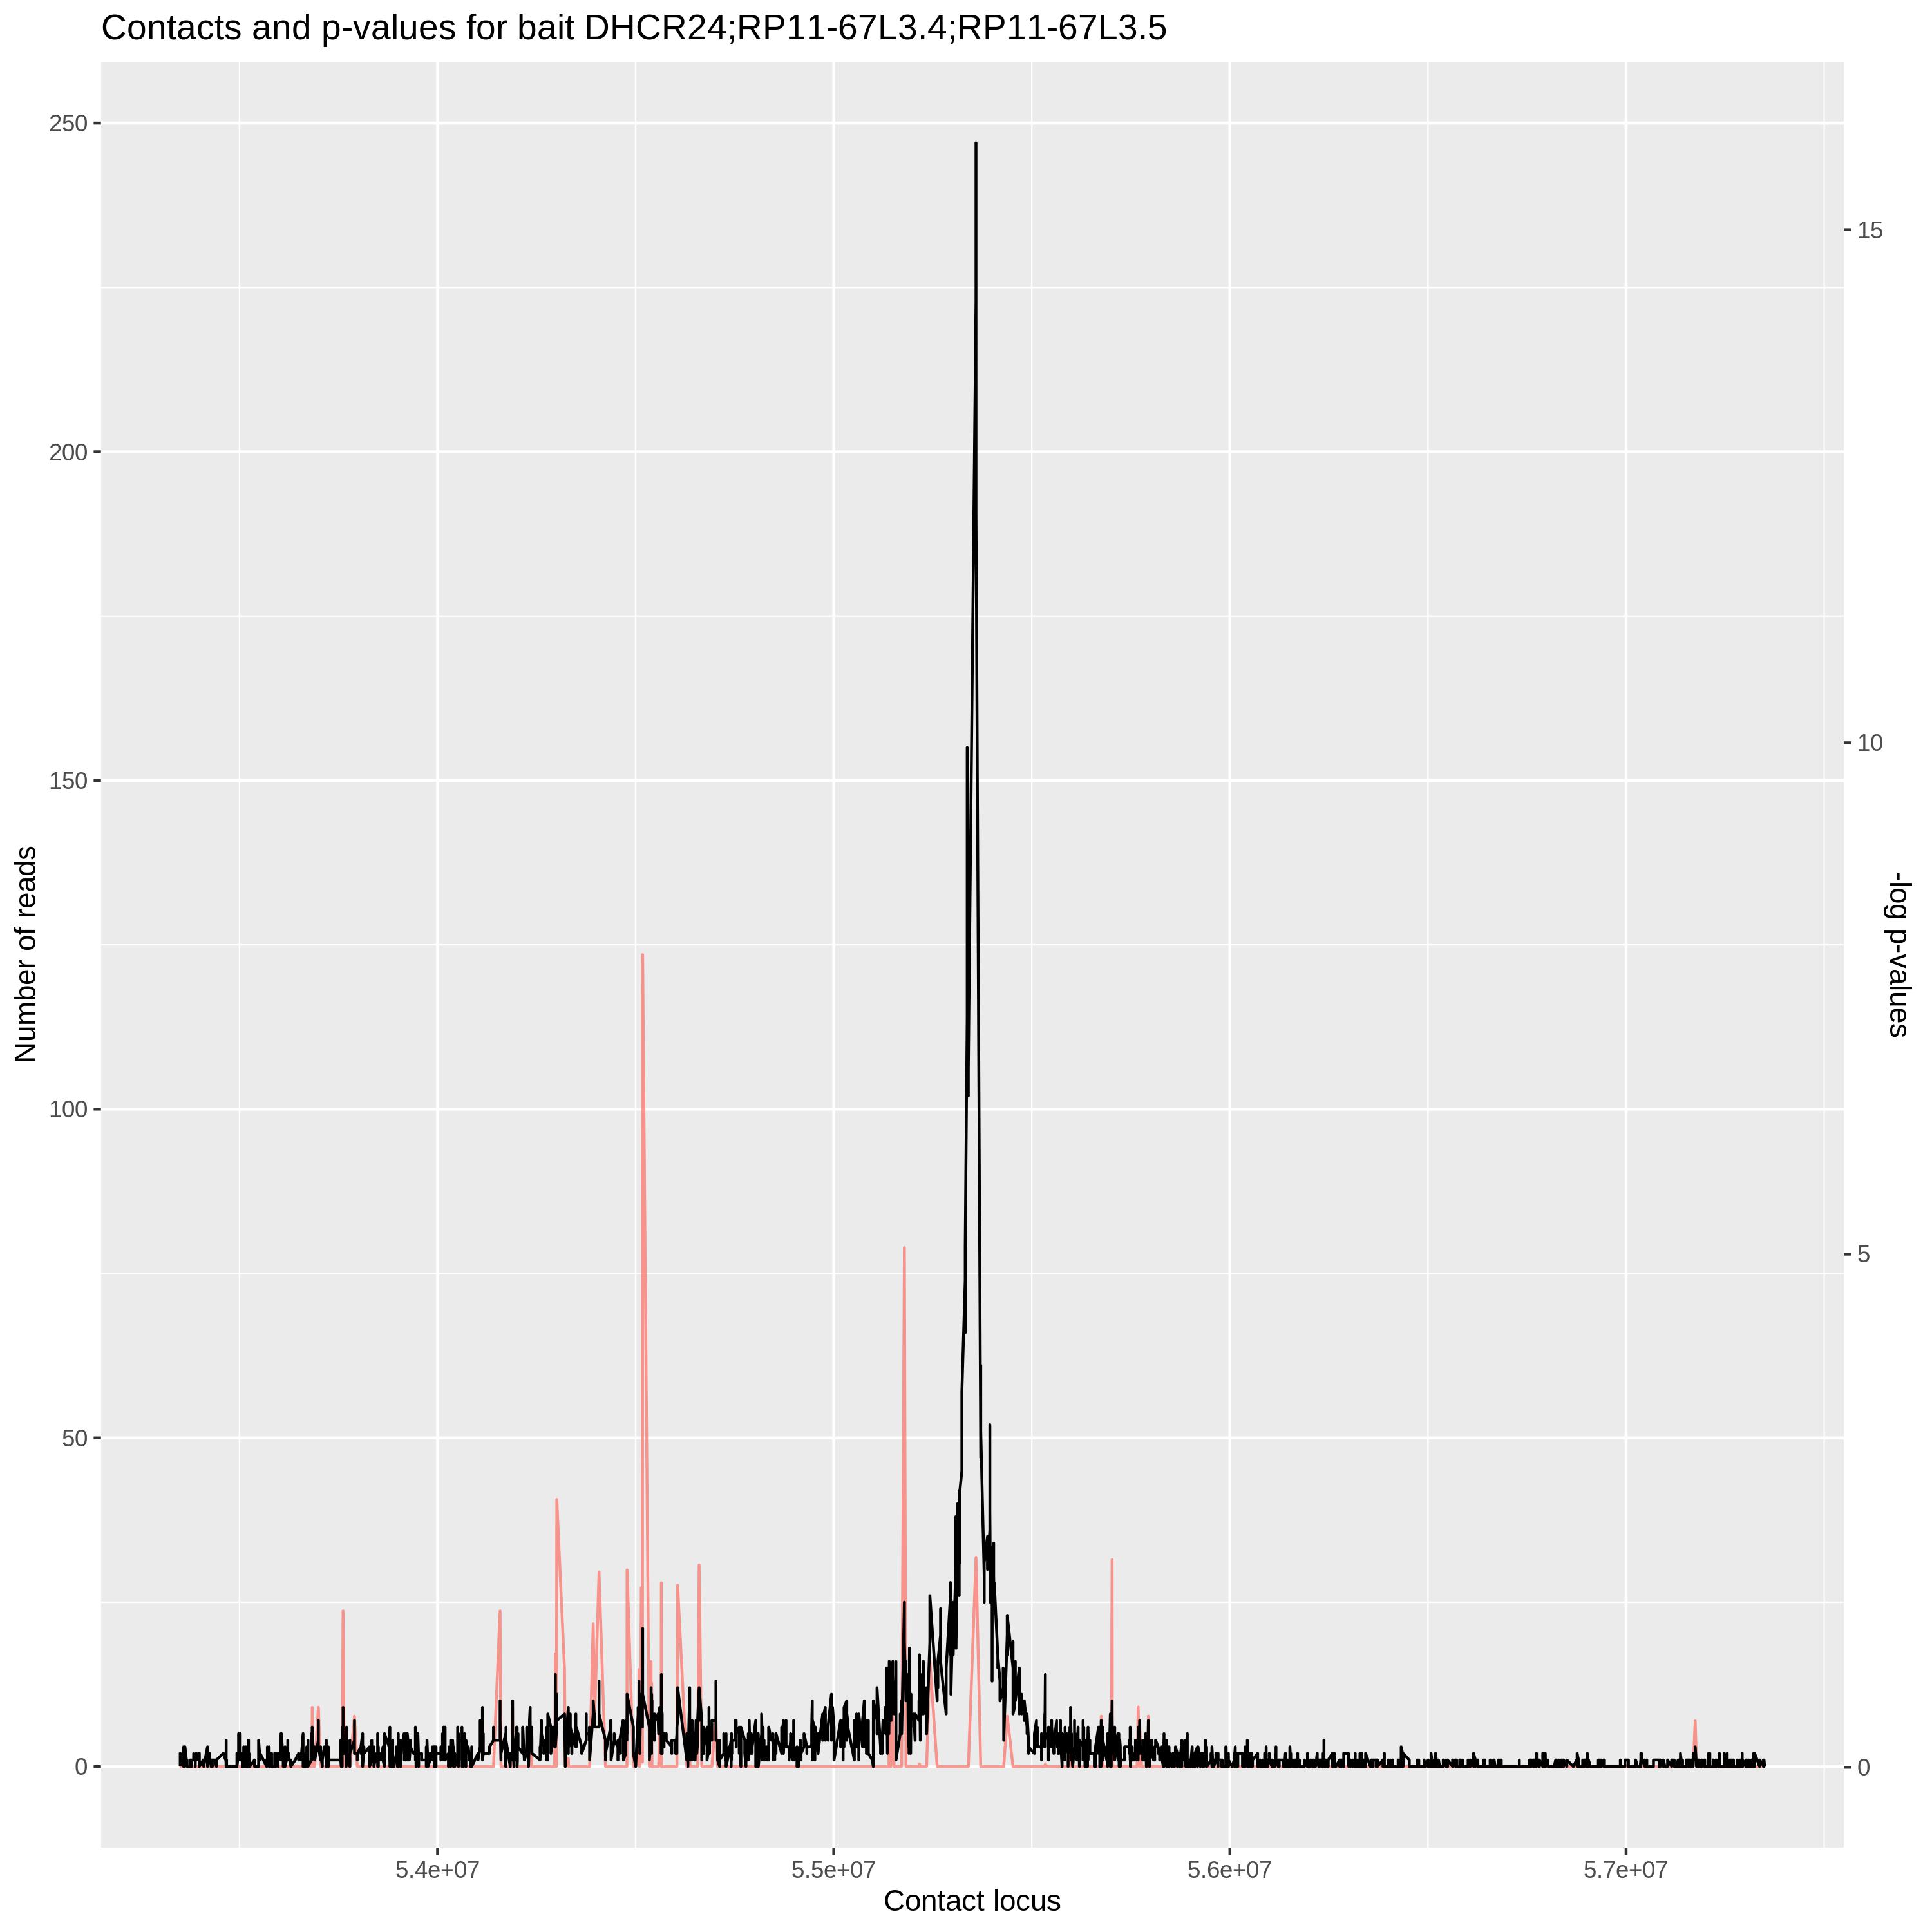 Contacts and p-values for bait DHCR24;RP11-67L3.4;RP11-67L3.5
250
200
150
100
50
0
Number of reads
15
10
5
0
-log p-values
5.4e+07 5.5e+07 5.6e+07 5.7e+07
Contact locus